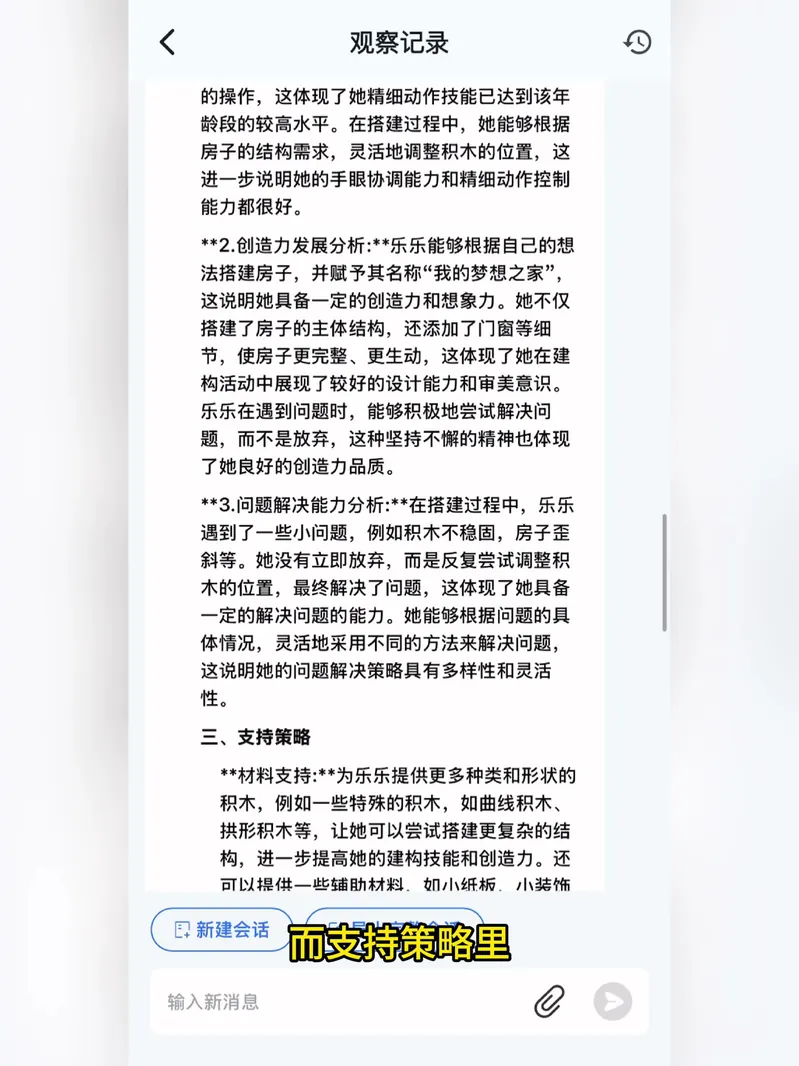 观察记录
的操作，这体现了她精细动作技能已达到该年
龄段的较高水平。在搭建过程中，她能够根据
房子的结构需求，灵活地调整积木的位置，这
进一步说明她的手眼协调能力和精细动作控制
能力都很好。
**2.创造力发展分析:**乐乐能够根据自己的想
法搭建房子，并赋予其名称“我的梦想之家”，
这说明她具备一定的创造力和想象力。她不仅
搭建了房子的主体结构，还添加了门窗等细
节，使房子更完整、更生动，这体现了她在建
构活动中展现了较好的设计能力和审美意识。
乐乐在遇到问题时，能够积极地尝试解决问
题，而不是放弃，这种坚持不懈的精神也体现
了她良好的创造力品质。
**3.问题解决能力分析:**在搭建过程中，乐乐
遇到了一些小问题，例如积木不稳固，房子歪
斜等。她没有立即放弃，而是反复尝试调整积
木的位置，最终解决了问题，这体现了她具备
一定的解决问题的能力。她能够根据问题的具
体情况，灵活地采用不同的方法来解决问题，
这说明她的问题解决策略具有多样性和灵活
性。
三、支持策略
**材料支持:**为乐乐提供更多种类和形状的
积木，例如一些特殊的积木，如曲线积木、
拱形积木等，让她可以尝试搭建更复杂的结
构，进一步提高她的建构技能和创造力。还
可以提供一些辅助材料，如小纸板、小装饰
新建会话
而支持策略里
输入新消息